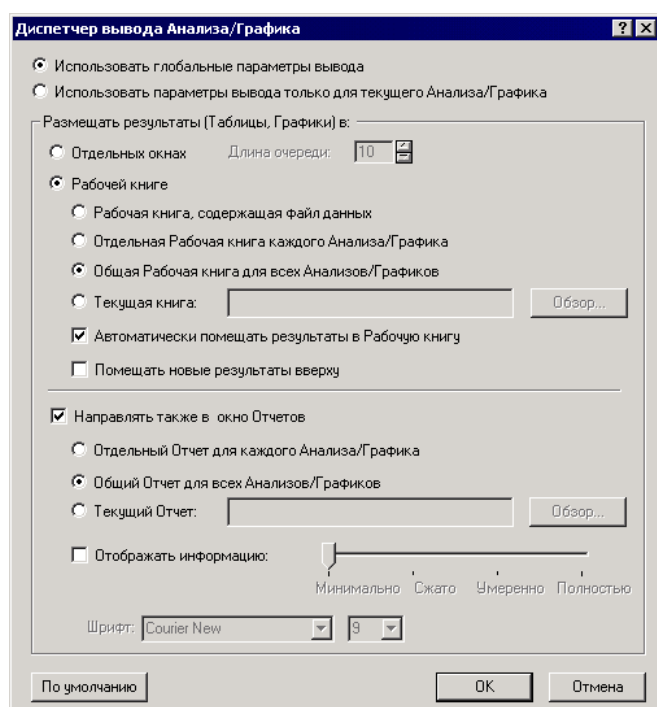 Диспетчер вывода Анализа/Графика
Использовать глобальные параметры вывода
Использовать параметры вывода только для текущего Анализа/Графика
Размещать результаты (Таблицы, Графики) в:
Отдельных окнах Длина очереди: 10
Рабочей книге
Рабочая книга, содержащая файл данных
Отдельная Рабочая книга каждого Анализа/Графика
Общая Рабочая книга для всех Анализов/Графиков
Текущая книга: Обзор...
Автоматически помещать результаты в Рабочую книгу
Помещать новые результаты вверху
Направлять также в окно Отчетов
Отдельный Отчет для каждого Анализа/Графика
Общий Отчет для всех Анализов/Графиков
Текущий Отчет: Обзор...
Отображать информацию:
Минимально Сжато Умеренно Полностью
Шрифт: Courier New 9
По умолчанию OK Отмена